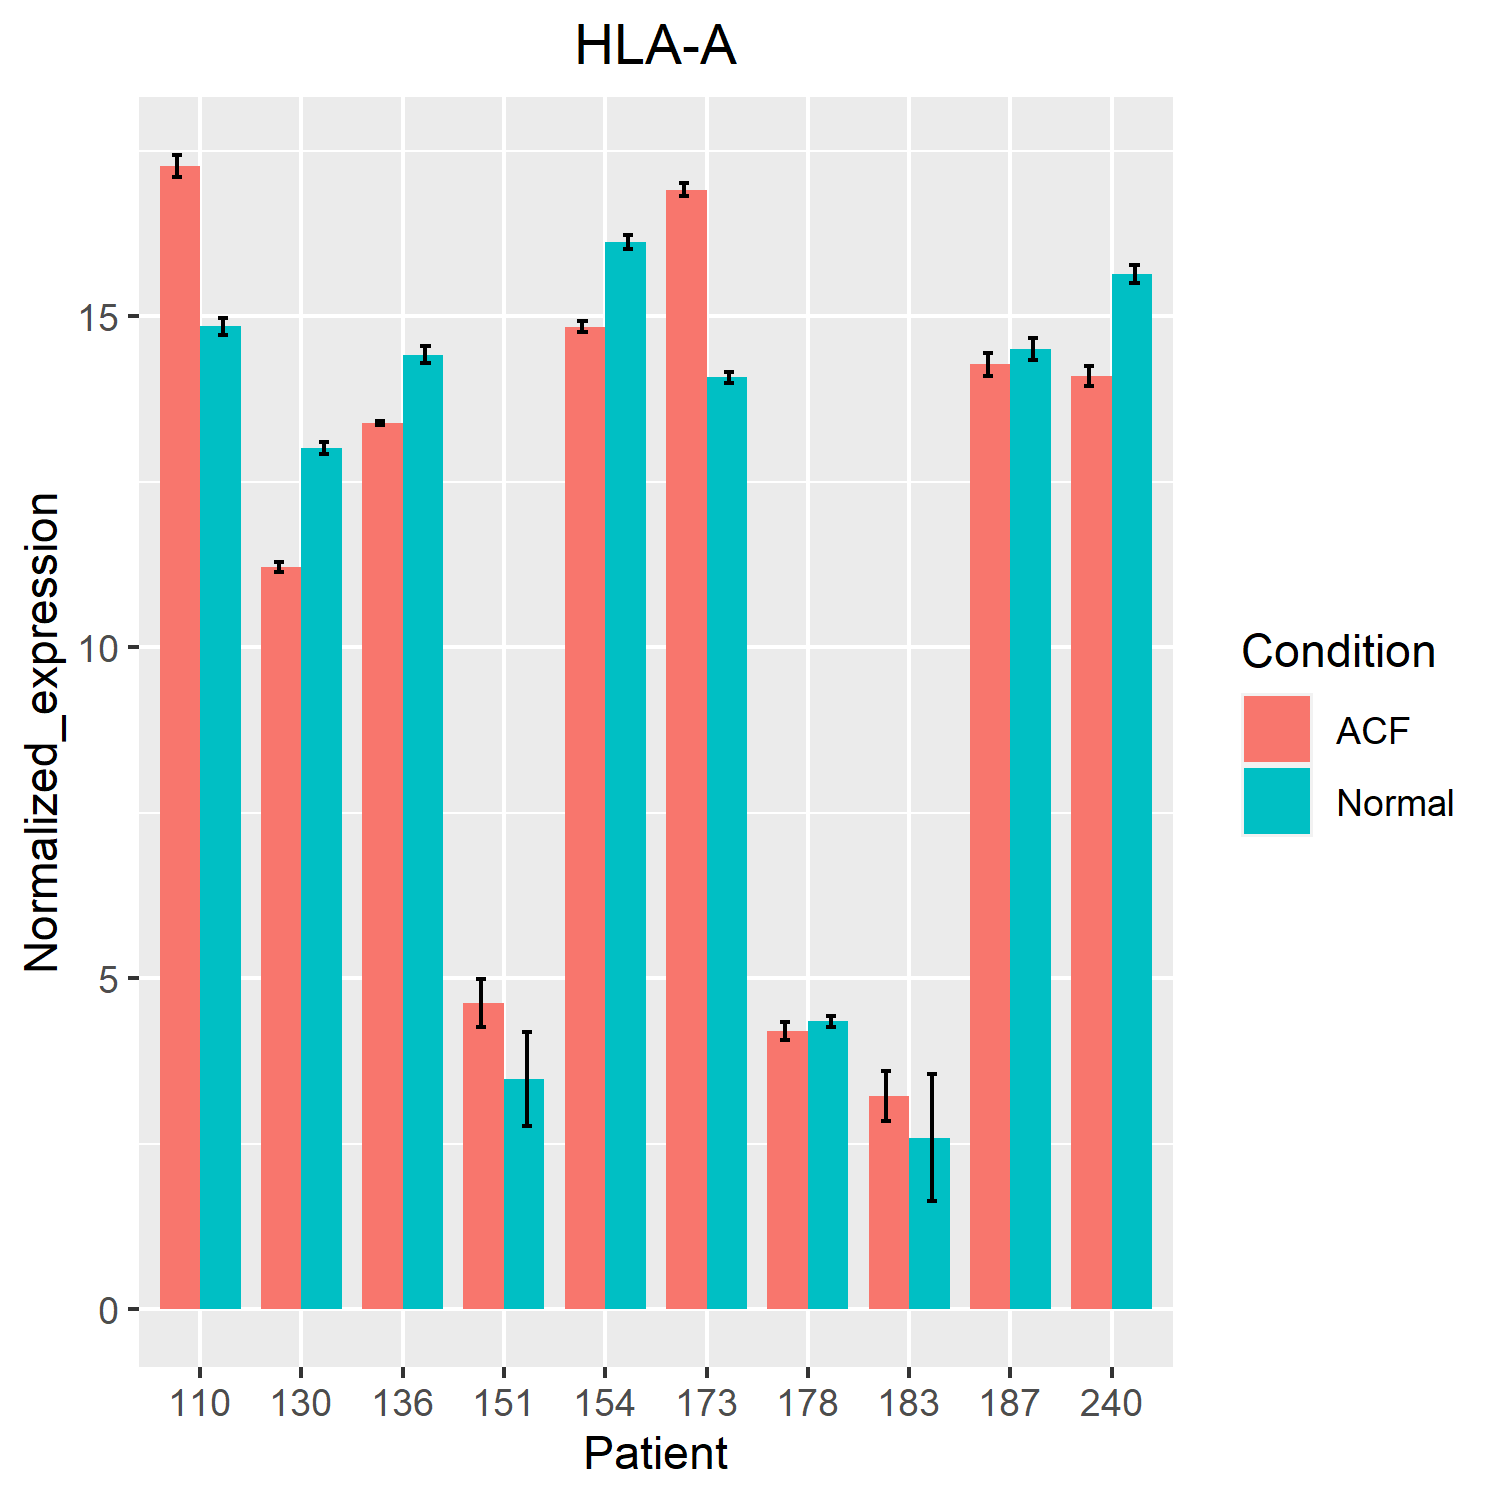 HLA-A
Normalized_expression
15
10
5
0
110 130 136 151 154 173 178 183 187 240
Patient
Condition
ACF
Normal